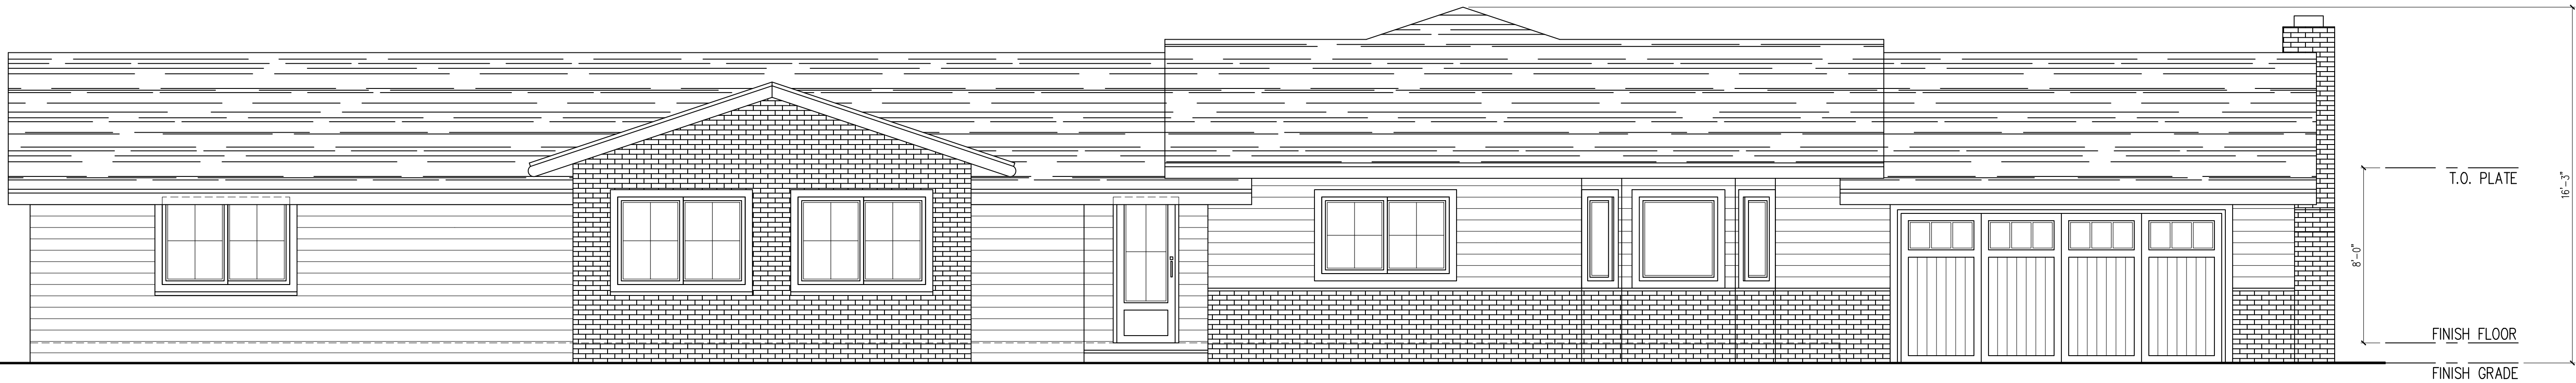 T.O. PLATE
16'-3"
8'-0"
FINISH FLOOR
FINISH GRADE